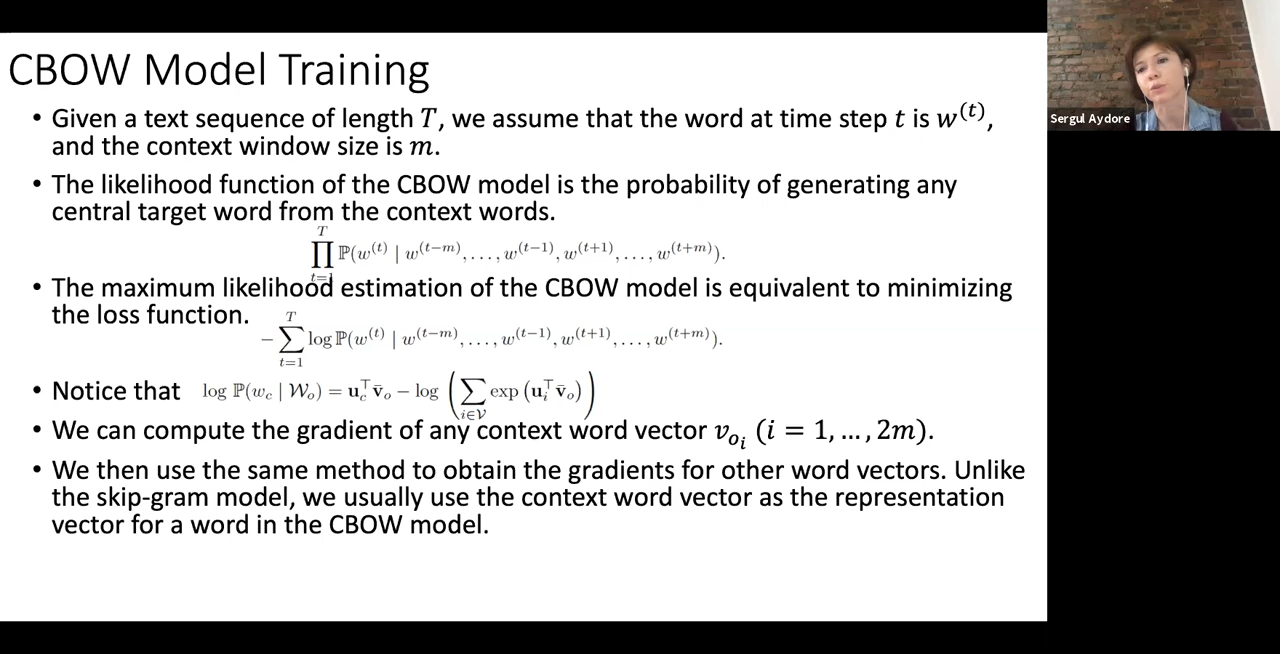 CBOW Model Training
• Given a text sequence of length T, we assume that the word at time step t is w^(t),
and the context window size is m.
• The likelihood function of the CBOW model is the probability of generating any
central target word from the context words.
∏_{t=1}^{T} ℙ(w^(t) | w^(t−m), . . . , w^(t−1), w^(t+1), . . . , w^(t+m)).
• The maximum likelihood estimation of the CBOW model is equivalent to minimizing
the loss function.
−∑_{t=1}^{T} log ℙ(w^(t) | w^(t−m), . . . , w^(t−1), w^(t+1), . . . , w^(t+m)).
• Notice that log ℙ(w_c | 𝒲_o) = u_c^⊤ v̄_o − log (∑_{i∈𝒱} exp (u_i^⊤ v̄_o))
• We can compute the gradient of any context word vector v_{o_i} (i = 1, … , 2m).
• We then use the same method to obtain the gradients for other word vectors. Unlike
the skip-gram model, we usually use the context word vector as the representation
vector for a word in the CBOW model.
Sergul Aydore